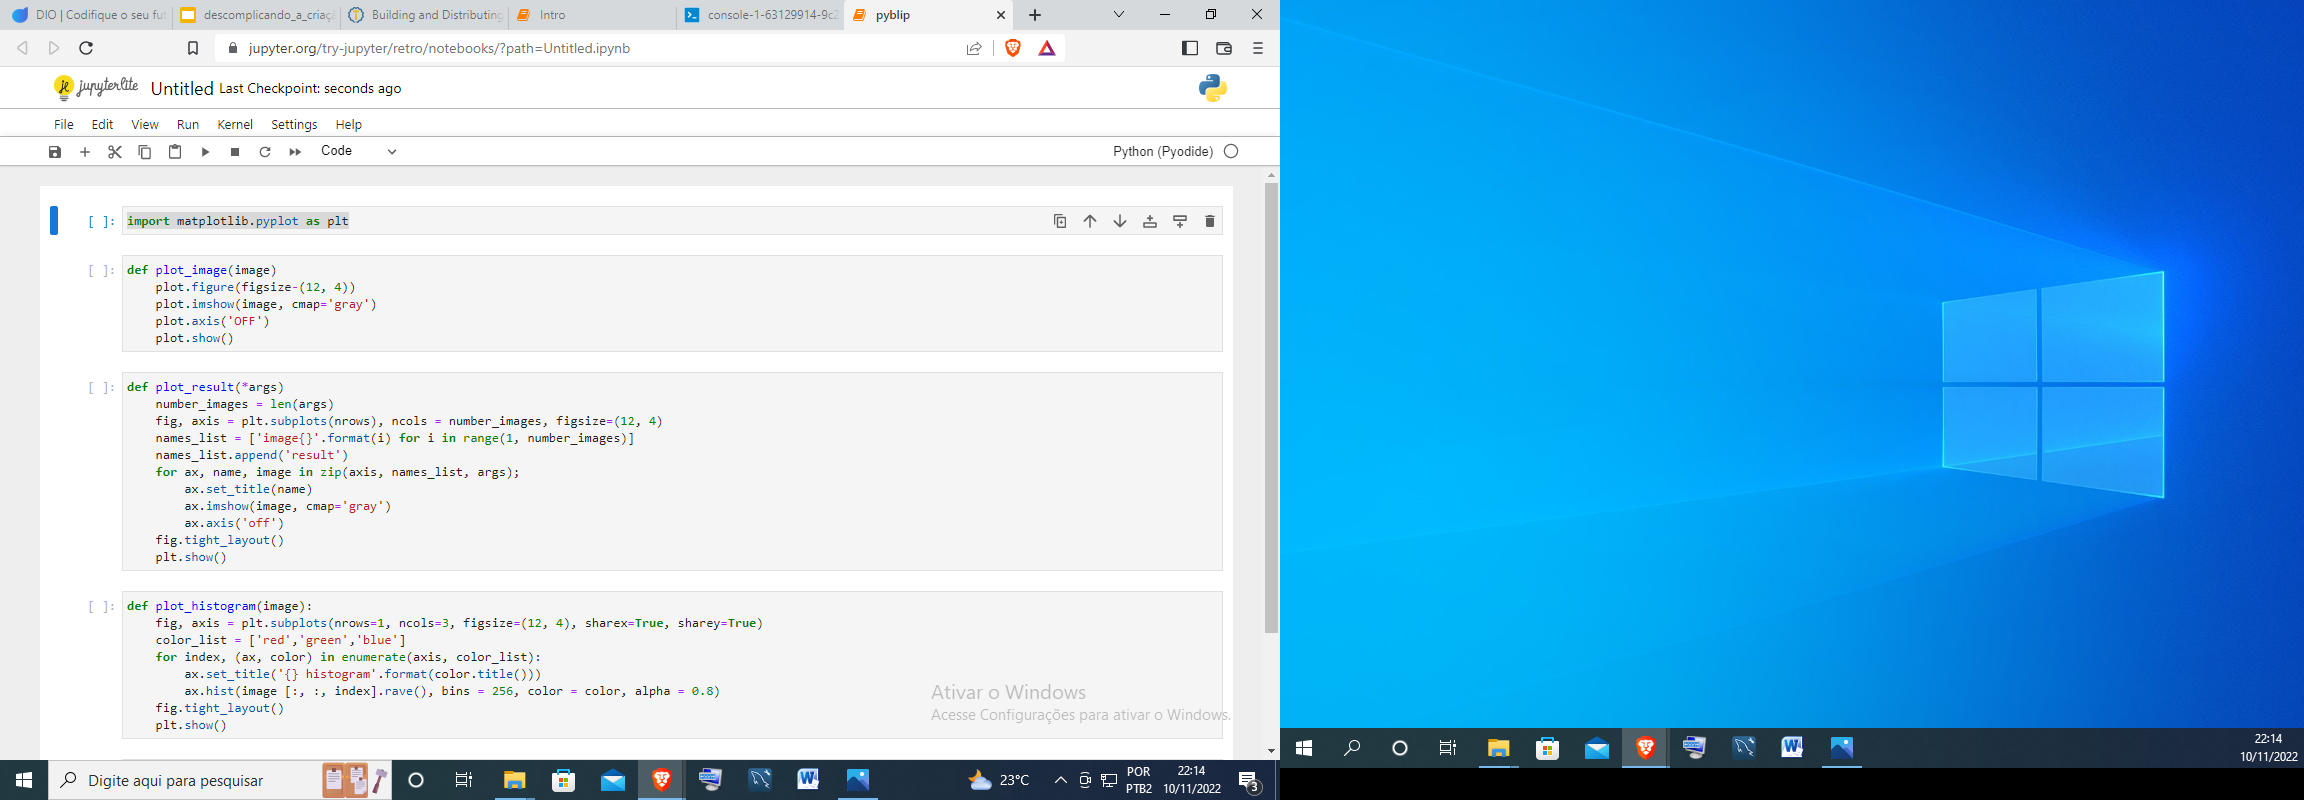 DIO | Codifique o seu fut
descomplicando_a_criaçã
Building and Distributing
Intro
console-1-63129914-9c2
pyblip
jupyter.org/try-jupyter/retro/notebooks/?path=Untitled.ipynb
jupyterlite Untitled Last Checkpoint: seconds ago
File Edit View Run Kernel Settings Help
Code
Python (Pyodide)
[ ]: import matplotlib.pyplot as plt
[ ]: def plot_image(image)
    plot.figure(figsize-(12, 4))
    plot.imshow(image, cmap='gray')
    plot.axis('OFF')
    plot.show()
[ ]: def plot_result(*args)
    number_images = len(args)
    fig, axis = plt.subplots(nrows), ncols = number_images, figsize=(12, 4)
    names_list = ['image{}'.format(i) for i in range(1, number_images)]
    names_list.append('result')
    for ax, name, image in zip(axis, names_list, args);
        ax.set_title(name)
        ax.imshow(image, cmap='gray')
        ax.axis('off')
    fig.tight_layout()
    plt.show()
[ ]: def plot_histogram(image):
    fig, axis = plt.subplots(nrows=1, ncols=3, figsize=(12, 4), sharex=True, sharey=True)
    color_list = ['red','green','blue']
    for index, (ax, color) in enumerate(axis, color_list):
        ax.set_title('{} histogram'.format(color.title()))
        ax.hist(image [:, :, index].rave(), bins = 256, color = color, alpha = 0.8)
    fig.tight_layout()
    plt.show()
Ativar o Windows
Acesse Configurações para ativar o Windows.
Digite aqui para pesquisar
23°C
POR
PTB2
22:14
10/11/2022
3
22:14
10/11/2022